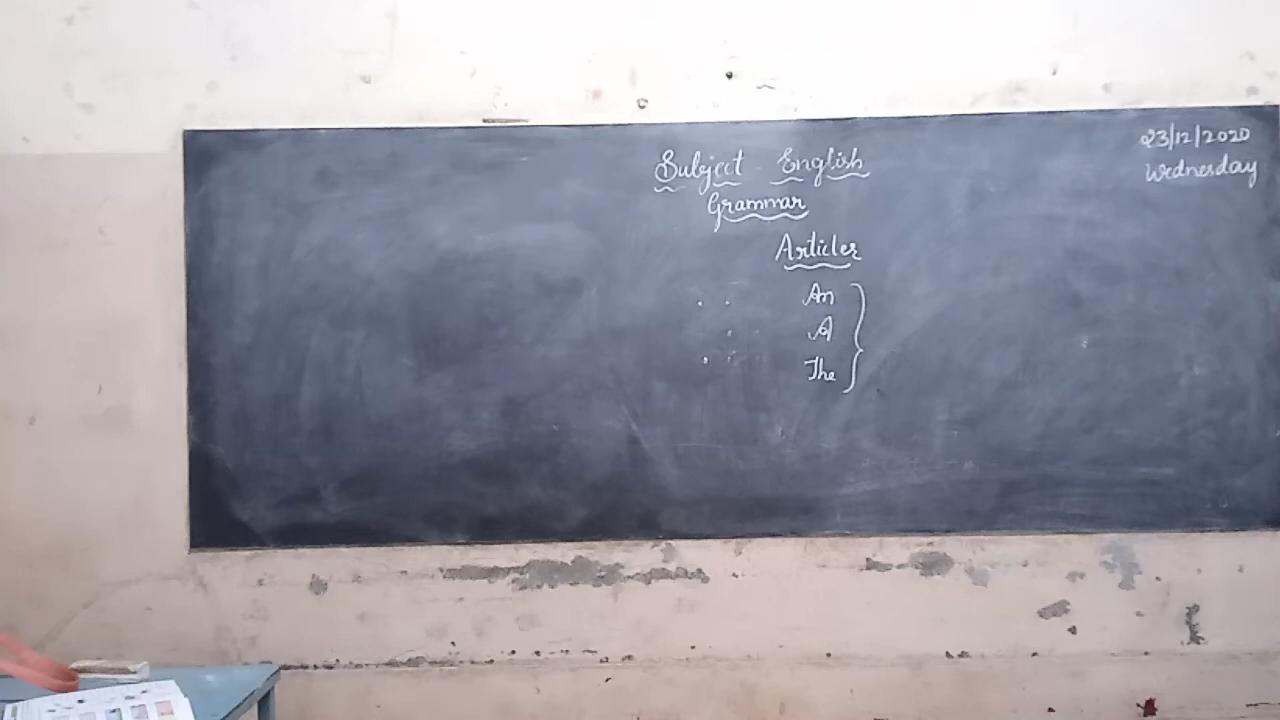 23/12/2020
Wednesday
Subject - English
Grammar
Articles
An
A
The